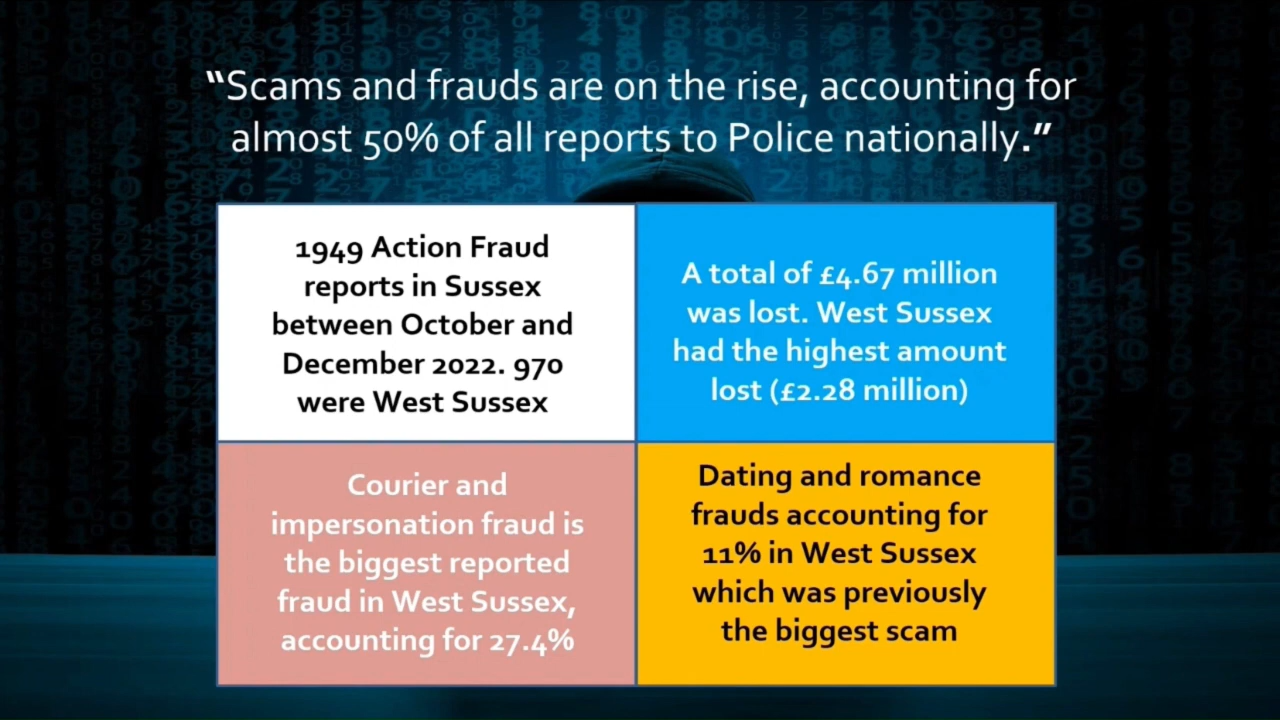 “Scams and frauds are on the rise, accounting for
almost 50% of all reports to Police nationally.”
1949 Action Fraud
reports in Sussex
between October and
December 2022. 970
were West Sussex
A total of £4.67 million
was lost. West Sussex
had the highest amount
lost (£2.28 million)
Courier and
impersonation fraud is
the biggest reported
fraud in West Sussex,
accounting for 27.4%
Dating and romance
frauds accounting for
11% in West Sussex
which was previously
the biggest scam